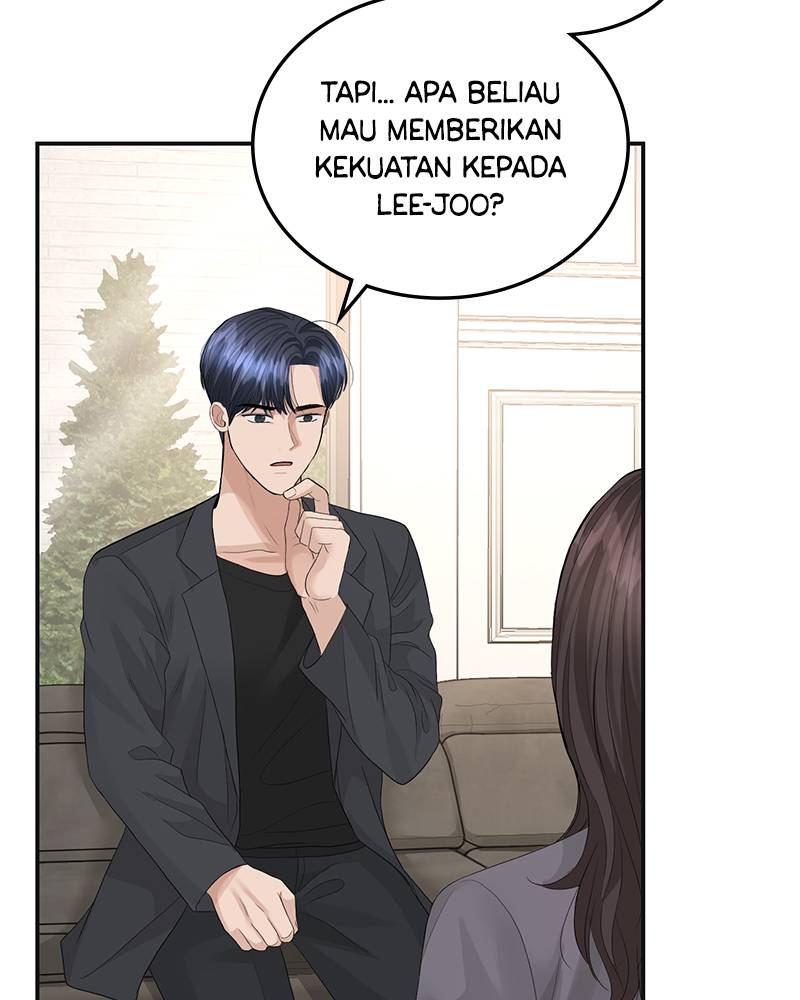 TAPI... APA BELIAU
MAU MEMBERIKAN
KEKUATAN KEPADA
LEE-JOO?